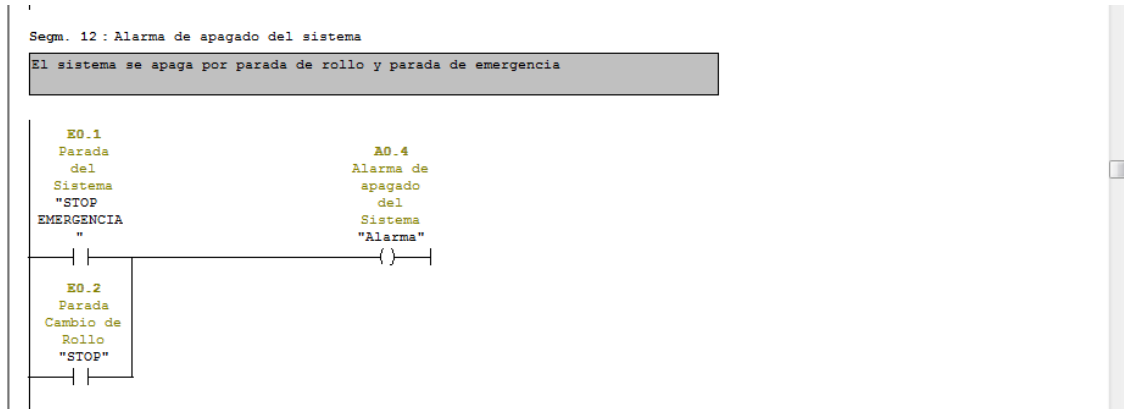 Segm. 12 : Alarma de apagado del sistema
El sistema se apaga por parada de rollo y parada de emergencia
E0.1
Parada
del
Sistema
"STOP
EMERGENCIA
"
A0.4
Alarma de
apagado
del
Sistema
"Alarma"
E0.2
Parada
Cambio de
Rollo
"STOP"